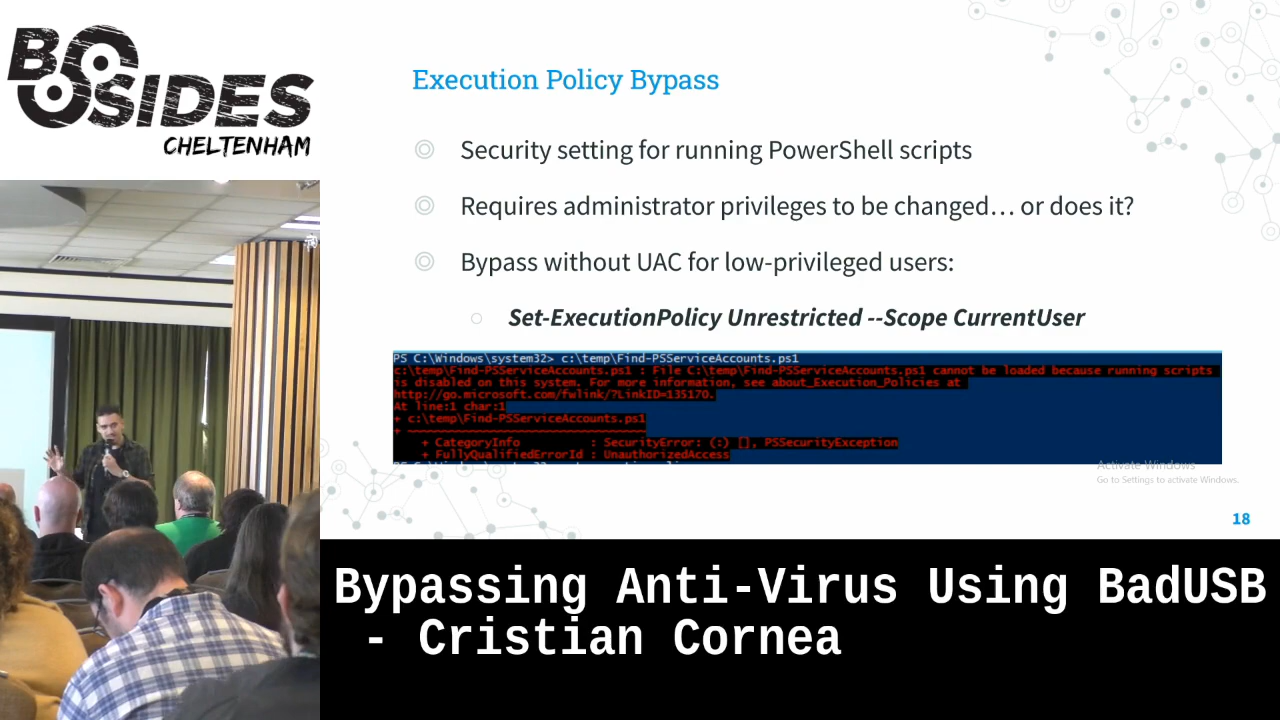 BSIDES
CHELTENHAM
Execution Policy Bypass
Security setting for running PowerShell scripts
Requires administrator privileges to be changed… or does it?
Bypass without UAC for low-privileged users:
Set-ExecutionPolicy Unrestricted --Scope CurrentUser
PS C:\Windows\system32> c:\temp\Find-PSServiceAccounts.ps1
c:\temp\Find-PSServiceAccounts.ps1 : File C:\temp\Find-PSServiceAccounts.ps1 cannot be loaded because running scripts
is disabled on this system. For more information, see about_Execution_Policies at
http://go.microsoft.com/fwlink/?LinkID=135170.
At line:1 char:1
+ c:\temp\Find-PSServiceAccounts.ps1
+ ~~~~~~~~~~~~~~~~~~~~~~~~~~~~~~~~~~
+ CategoryInfo : SecurityError: (:) [], PSSecurityException
+ FullyQualifiedErrorId : UnauthorizedAccess
Activate Windows
Go to Settings to activate Windows.
18
Bypassing Anti-Virus Using BadUSB
- Cristian Cornea